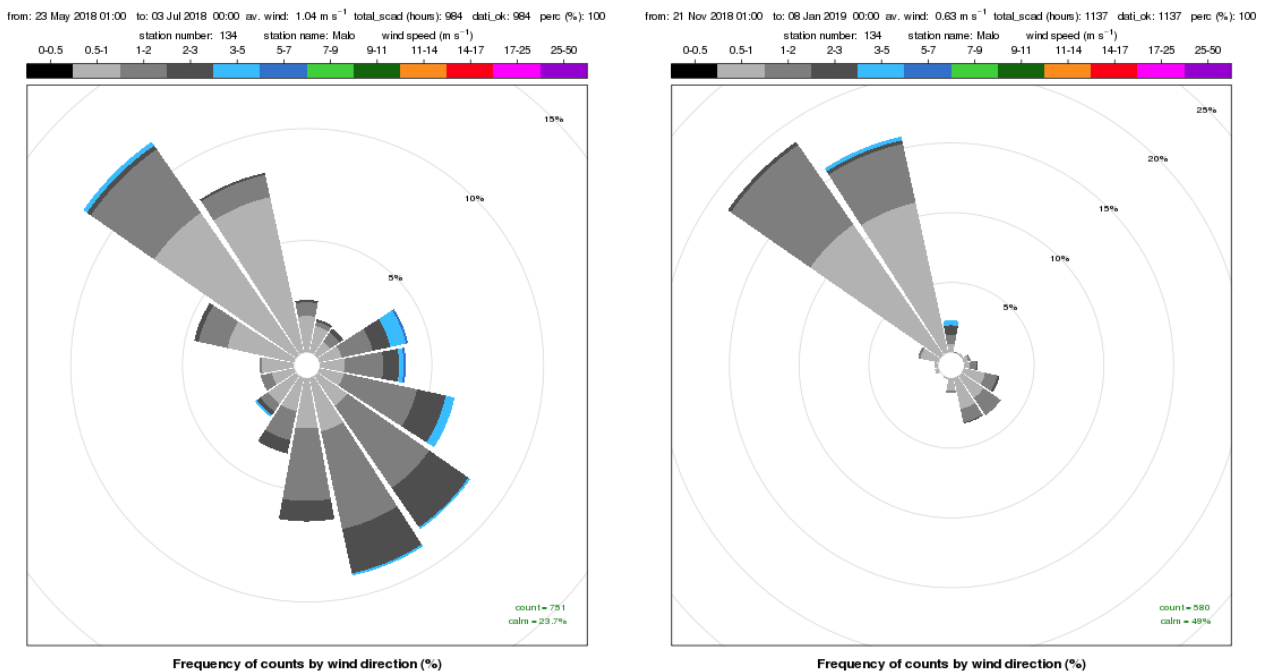 from: 23 May 2018 01:00 to: 03 Jul 2018 00:00 av. wind: 1.04 m s⁻¹ total_scad (hours): 984 dati_ok: 984 perc (%): 100
station number: 134 station name: Malo wind speed (m s⁻¹)
0-0.5 0.5-1 1-2 2-3 3-5 5-7 7-9 9-11 11-14 14-17 17-25 25-50
15%
10%
5%
count = 751
calm = 23.7%
Frequency of counts by wind direction (%)
from: 21 Nov 2018 01:00 to: 08 Jan 2019 00:00 av. wind: 0.63 m s⁻¹ total_scad (hours): 1137 dati_ok: 1137 perc (%): 100
station number: 134 station name: Malo wind speed (m s⁻¹)
0-0.5 0.5-1 1-2 2-3 3-5 5-7 7-9 9-11 11-14 14-17 17-25 25-50
25%
20%
15%
10%
5%
count = 580
calm = 49%
Frequency of counts by wind direction (%)